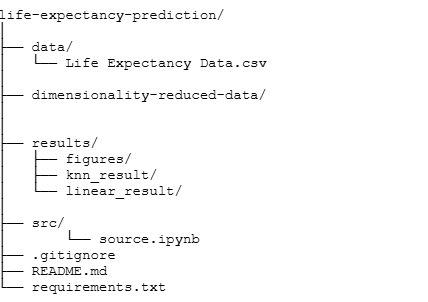 life-expectancy-prediction/
│
├── data/
│   └── Life Expectancy Data.csv
│
├── dimensionality-reduced-data/
│
│
├── results/
│   ├── figures/
│   ├── knn_result/
│   └── linear_result/
│
├── src/
│       └── source.ipynb
├── .gitignore
├── README.md
└── requirements.txt